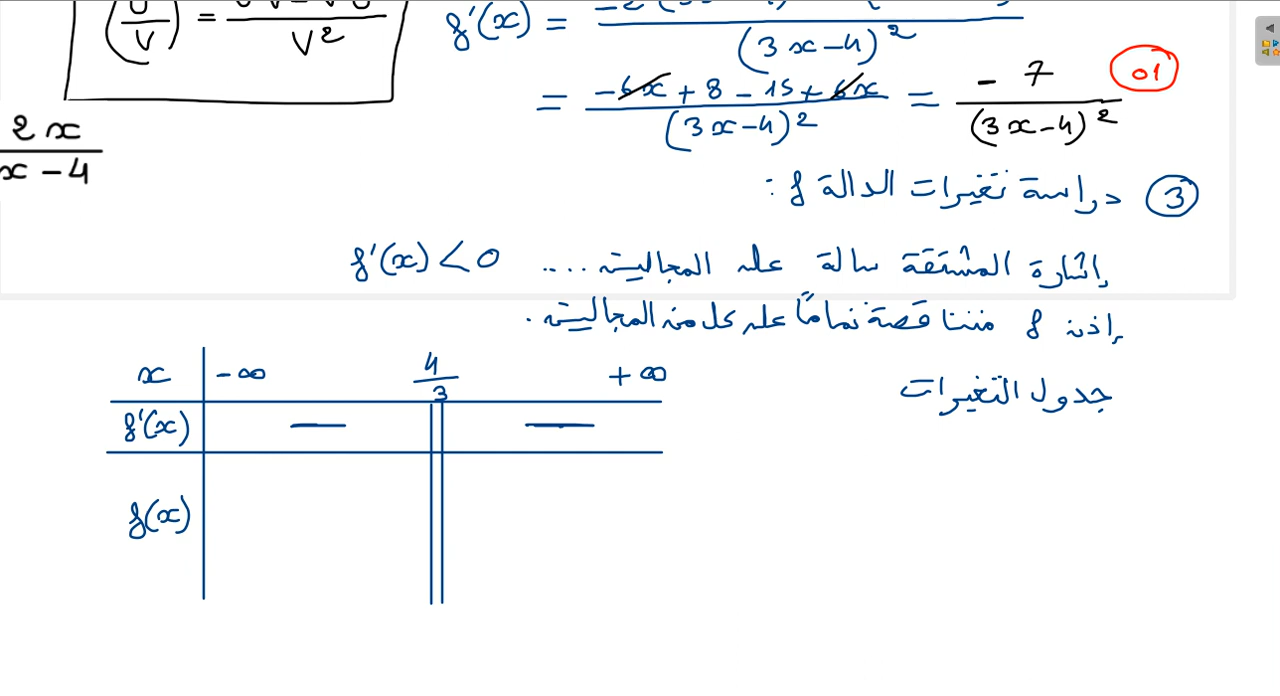 (U/V) =
V²
f'(x) =
(3x-4)²
= (-6x + 8 - 15 + 6x)/(3x-4)² = -7/(3x-4)²
01
2x
x - 4
③ دراسة تغيرات الدالة f :
إشارة المشتقة سالبة على المجالين .... f'(x) < 0
إذن f متناقصة تمامًا على كل من المجالين .
جدول التغيرات
x -∞ 4/3 +∞
f'(x) — —
f(x)